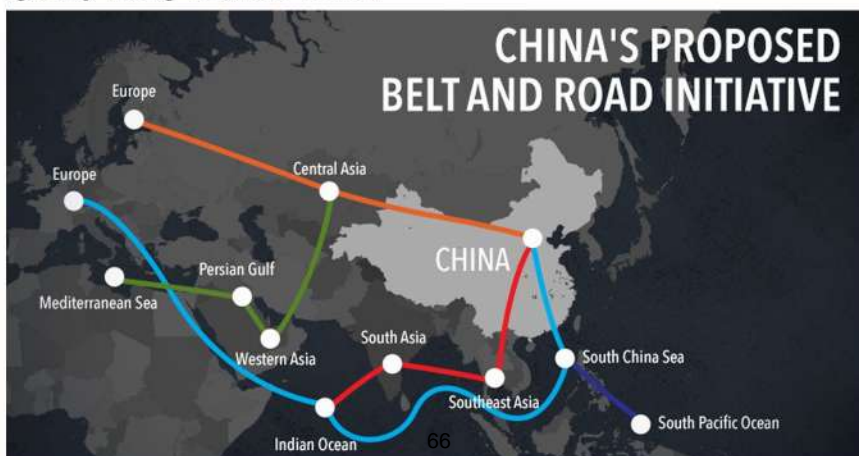 CHINA'S PROPOSED
BELT AND ROAD INITIATIVE
Europe
Central Asia
Europe
CHINA
Persian Gulf
Mediterranean Sea
South Asia
Western Asia
South China Sea
Southeast Asia
South Pacific Ocean
Indian Ocean
66